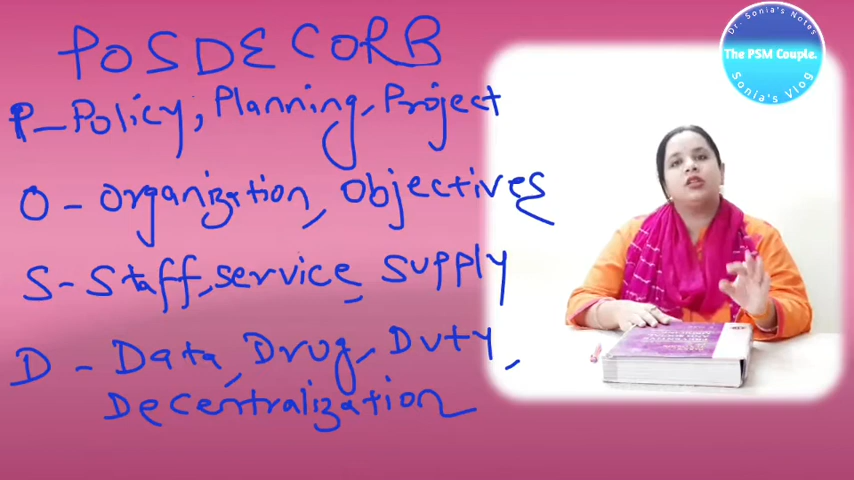 POSDECORB
P-Policy, Planning, Project
O - Organization, Objectives
S-Staff, service, supply
D - Data, Drug, Duty,
Decentralization
Dr. Sonia's Notes
The PSM Couple.
Sonia's Vlog